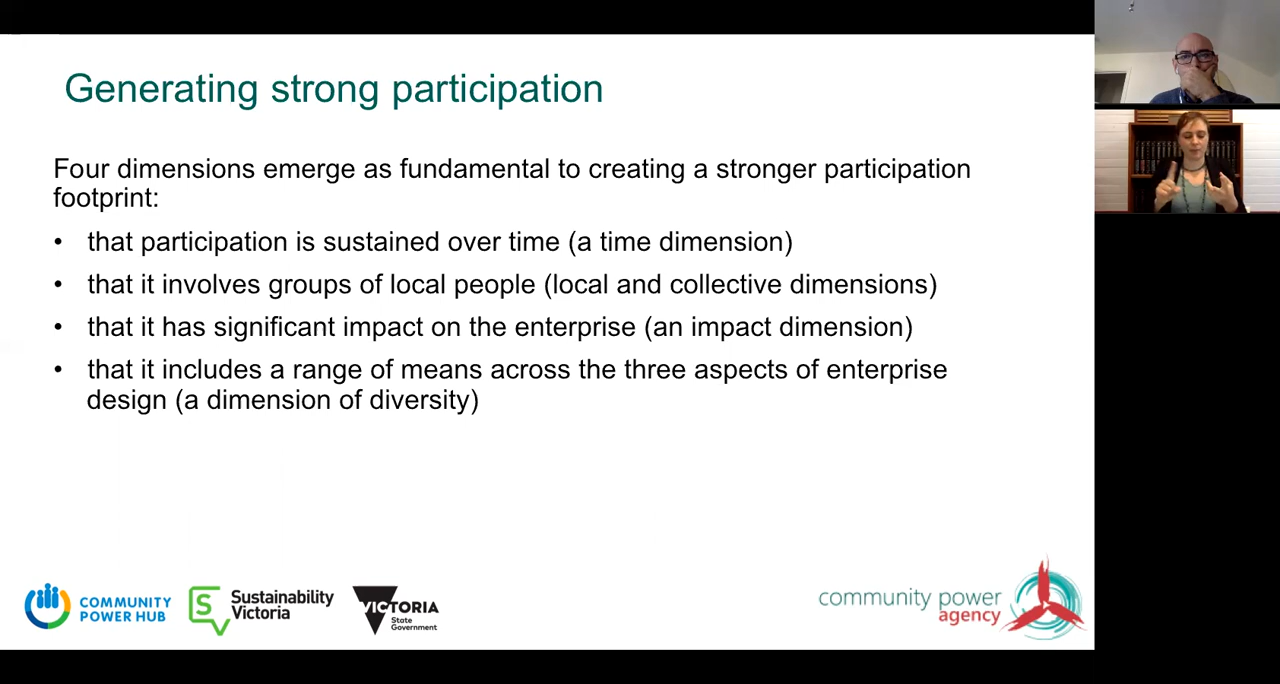 Generating strong participation
Four dimensions emerge as fundamental to creating a stronger participation
footprint:
• that participation is sustained over time (a time dimension)
• that it involves groups of local people (local and collective dimensions)
• that it has significant impact on the enterprise (an impact dimension)
• that it includes a range of means across the three aspects of enterprise
design (a dimension of diversity)
COMMUNITY
POWER HUB
S
Sustainability
Victoria
VICTORIA
State
Government
community power
agency